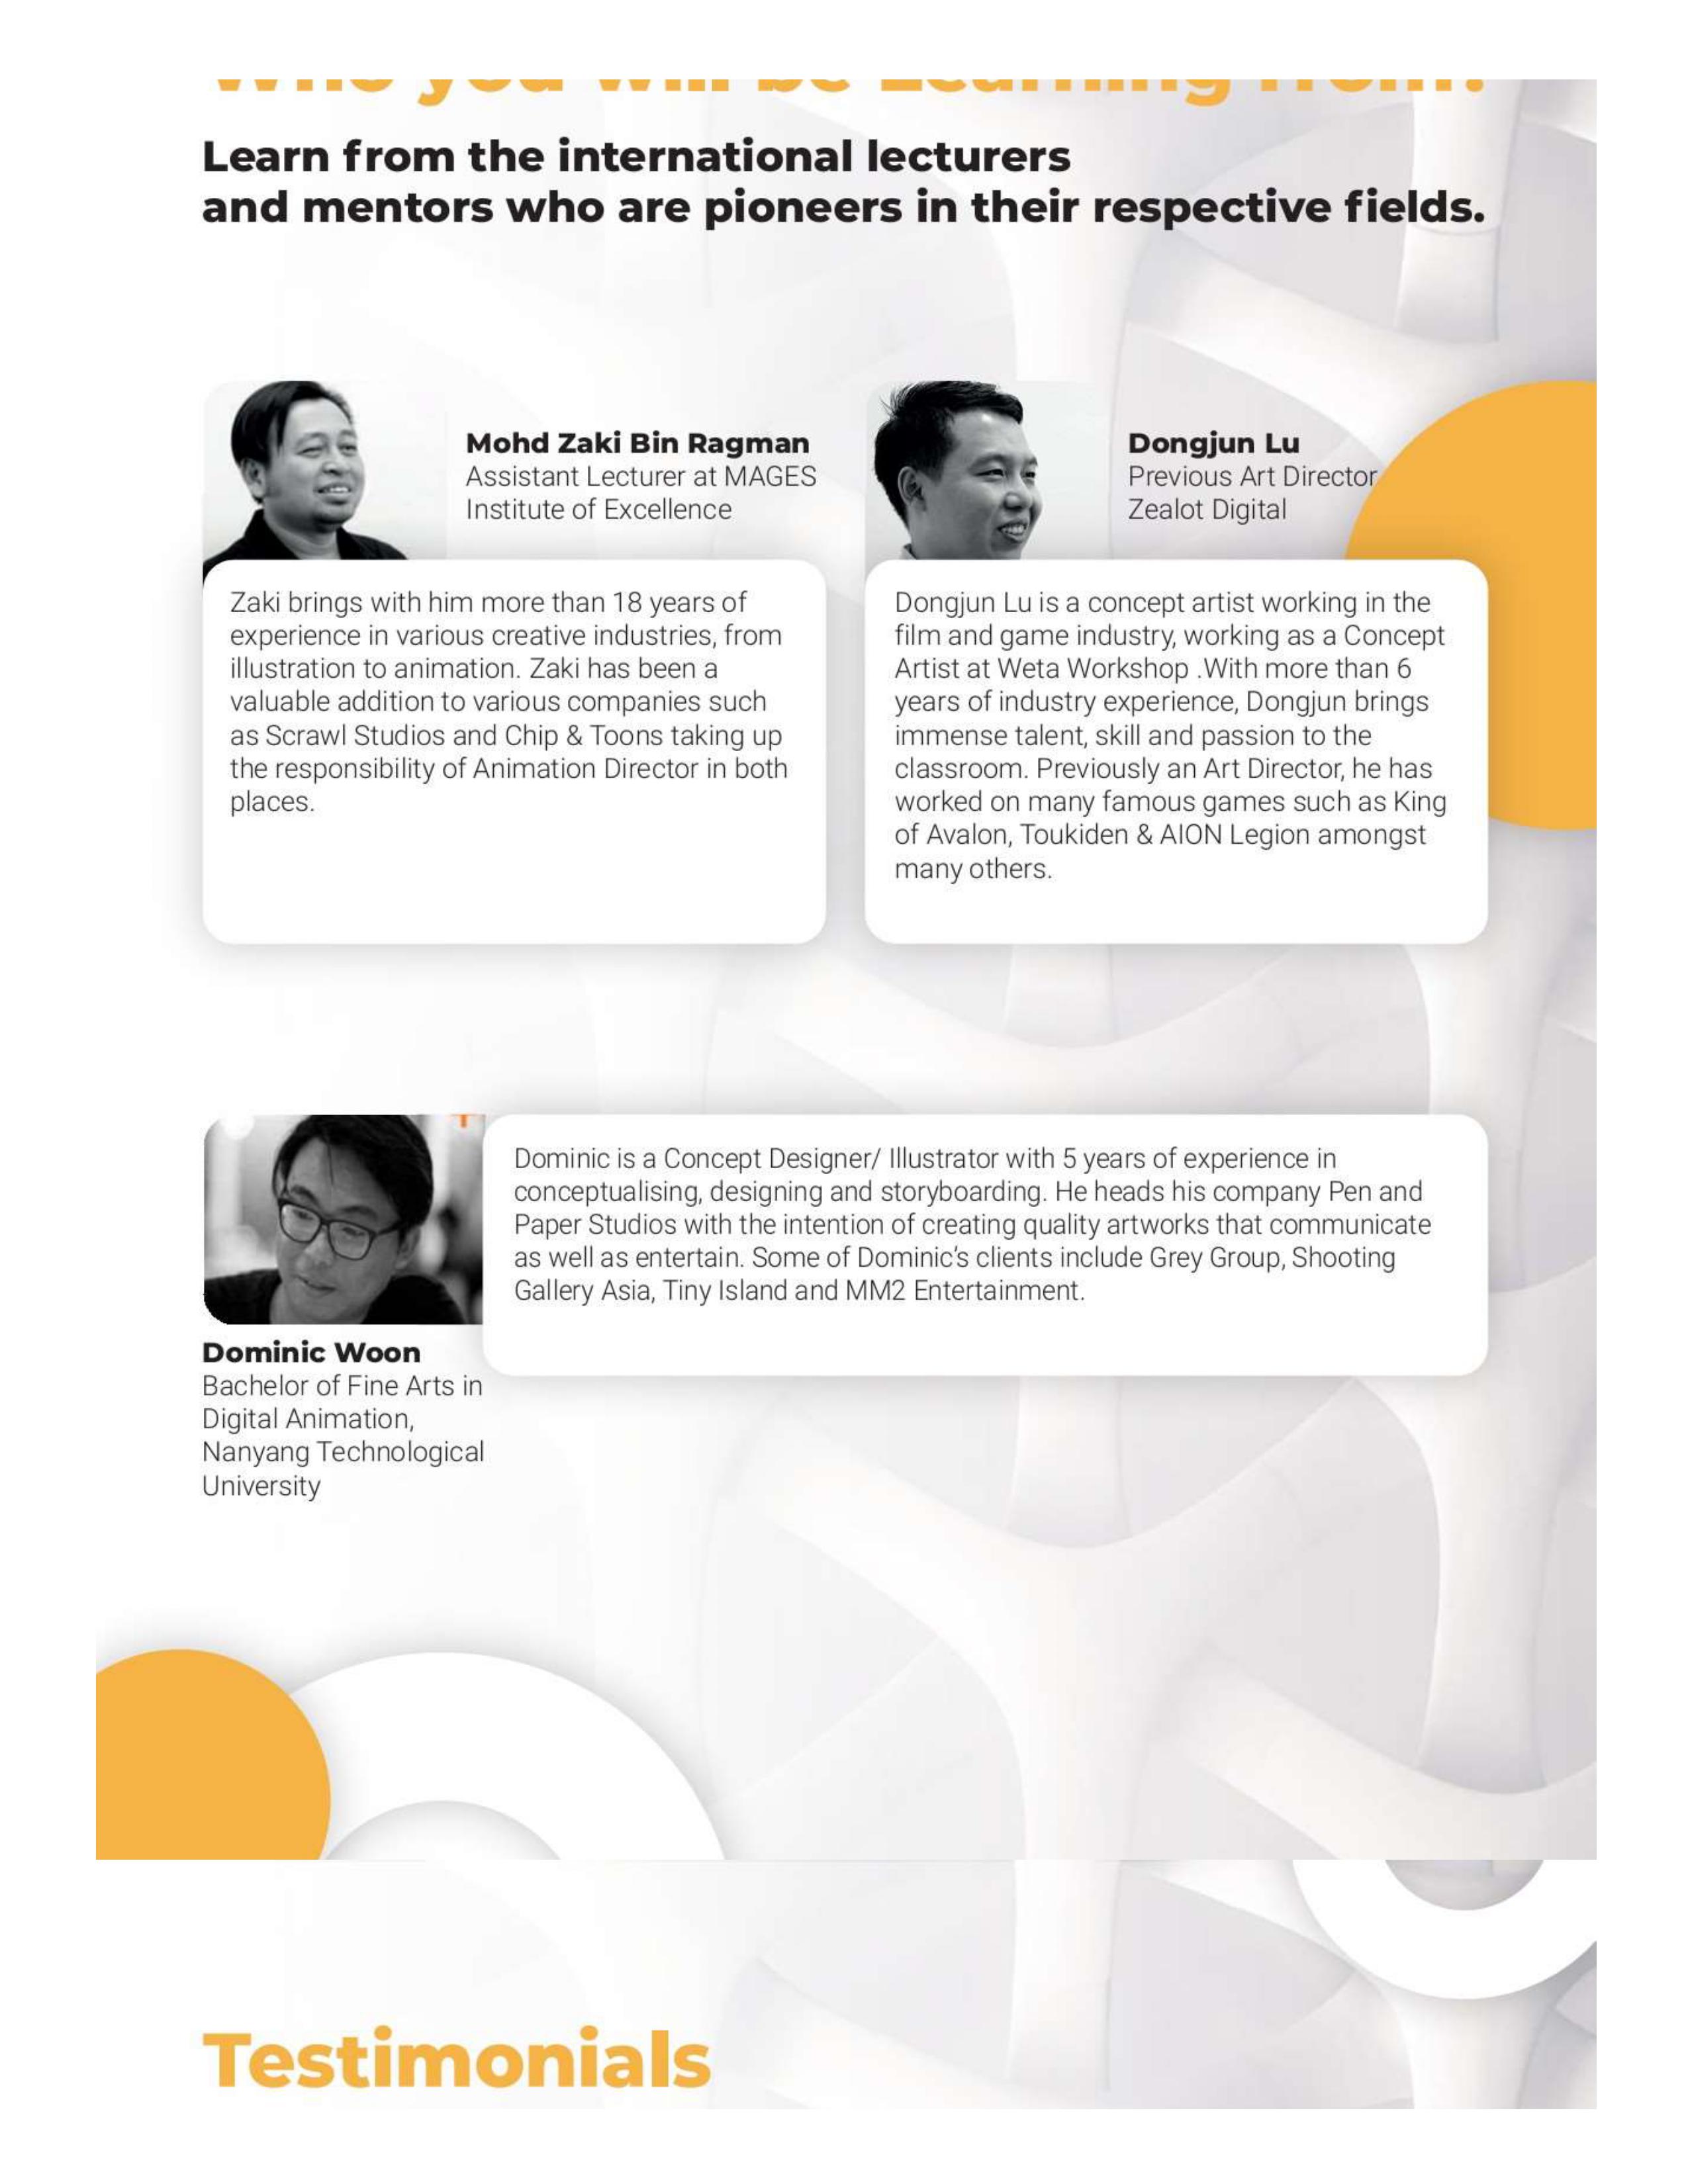 Who you will be Learning From?
Learn from the international lecturers
and mentors who are pioneers in their respective fields.
Mohd Zaki Bin Ragman
Assistant Lecturer at MAGES
Institute of Excellence
Zaki brings with him more than 18 years of
experience in various creative industries, from
illustration to animation. Zaki has been a
valuable addition to various companies such
as Scrawl Studios and Chip & Toons taking up
the responsibility of Animation Director in both
places.
Dongjun Lu
Previous Art Director
Zealot Digital
Dongjun Lu is a concept artist working in the
film and game industry, working as a Concept
Artist at Weta Workshop .With more than 6
years of industry experience, Dongjun brings
immense talent, skill and passion to the
classroom. Previously an Art Director, he has
worked on many famous games such as King
of Avalon, Toukiden & AION Legion amongst
many others.
Dominic Woon
Bachelor of Fine Arts in
Digital Animation,
Nanyang Technological
University
Dominic is a Concept Designer/ Illustrator with 5 years of experience in
conceptualising, designing and storyboarding. He heads his company Pen and
Paper Studios with the intention of creating quality artworks that communicate
as well as entertain. Some of Dominic's clients include Grey Group, Shooting
Gallery Asia, Tiny Island and MM2 Entertainment.
Testimonials